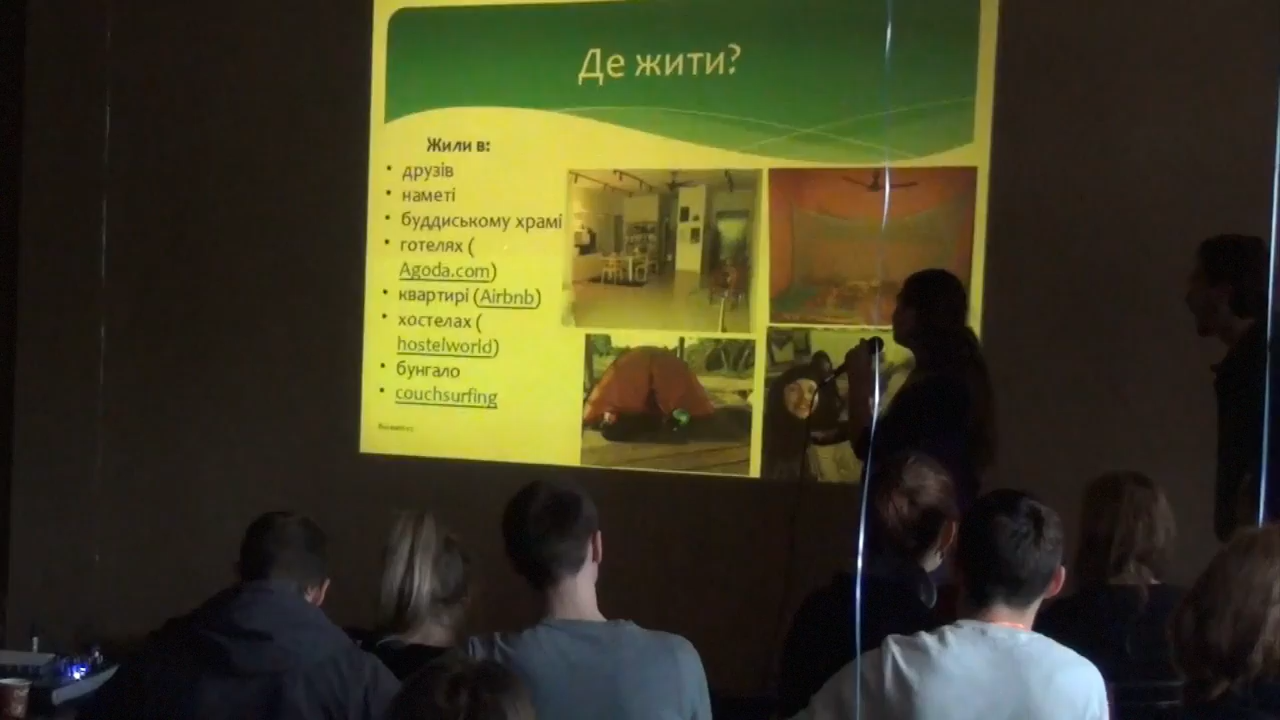 Де жити?
Жили в:
• друзів
• наметі
• буддиському храмі
• готелях (
Agoda.com)
• квартирі (Airbnb)
• хостелах (
hostelworld)
• бунгало
• couchsurfing